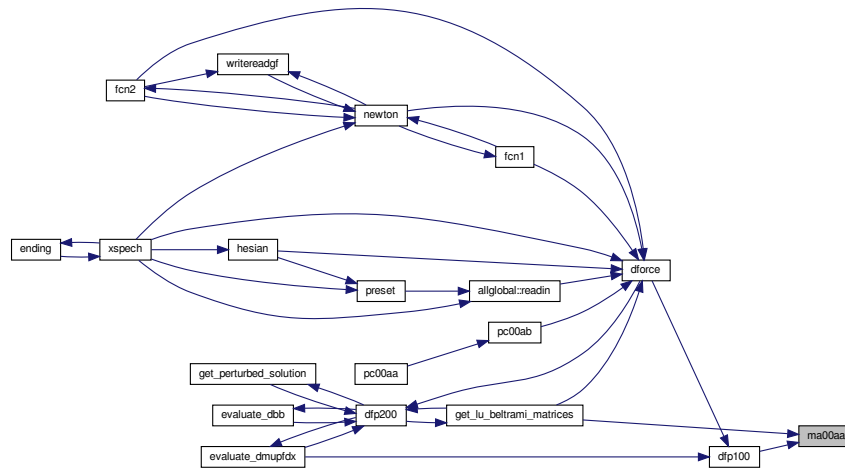 writereadgf
fcn2
newton
fcn1
ending
xspech
hesian
dforce
preset
allglobal::readin
pc00ab
get_perturbed_solution
pc00aa
evaluate_dbb
dfp200
get_lu_beltrami_matrices
ma00aa
evaluate_dmupfdx
dfp100